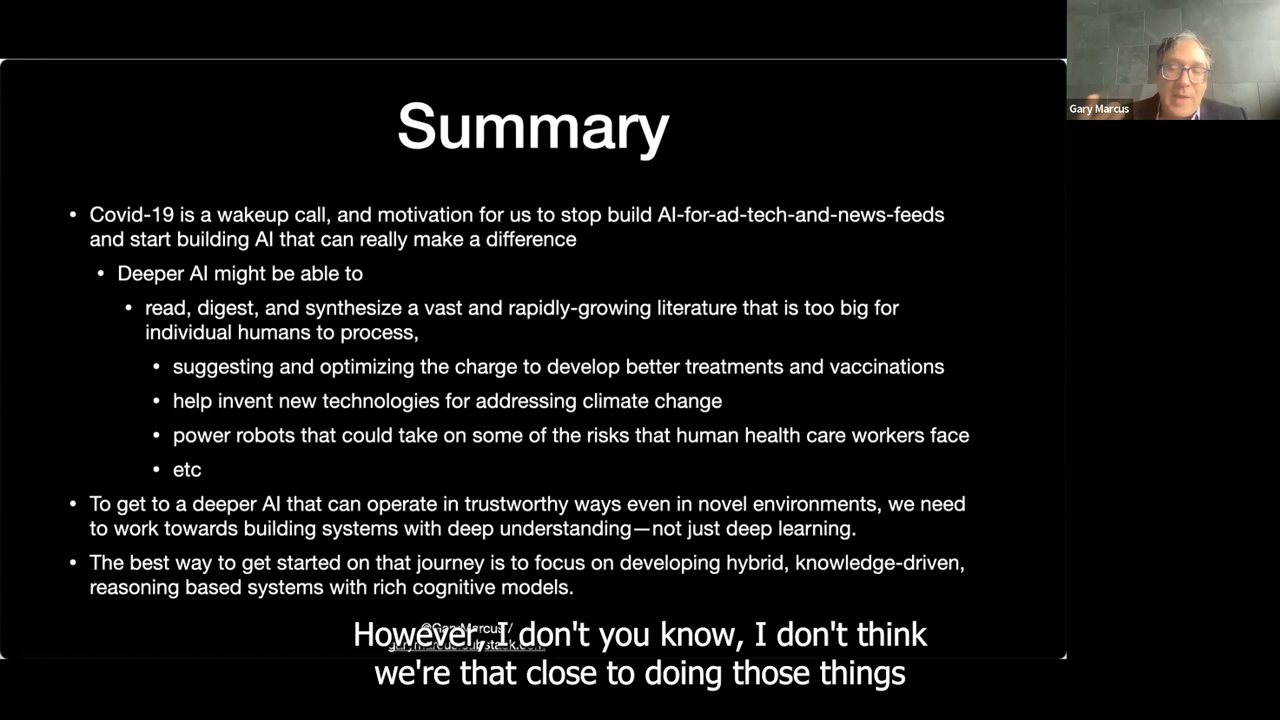 Gary Marcus
Summary
• Covid-19 is a wakeup call, and motivation for us to stop build AI-for-ad-tech-and-news-feeds
and start building AI that can really make a difference
• Deeper AI might be able to
• read, digest, and synthesize a vast and rapidly-growing literature that is too big for
individual humans to process,
• suggesting and optimizing the charge to develop better treatments and vaccinations
• help invent new technologies for addressing climate change
• power robots that could take on some of the risks that human health care workers face
• etc
• To get to a deeper AI that can operate in trustworthy ways even in novel environments, we need
to work towards building systems with deep understanding—not just deep learning.
• The best way to get started on that journey is to focus on developing hybrid, knowledge-driven,
reasoning based systems with rich cognitive models.
@Gary Marcus /
garymarcus.substack.com
However, I don't you know, I don't think
we're that close to doing those things